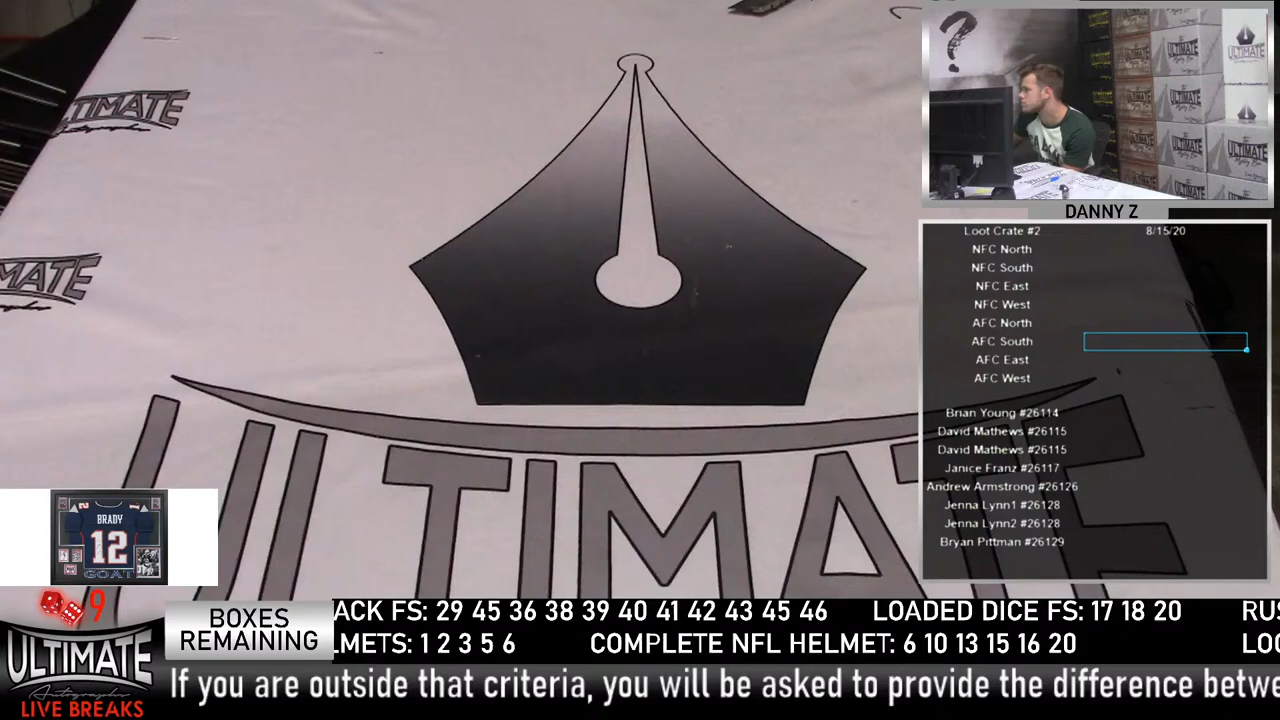 ULTIMATE
ULTIMATE
DANNY Z
Loot Crate #2 8/15/20
NFC North
NFC South
NFC East
NFC West
AFC North
AFC South
AFC East
AFC West
Brian Young #26114
David Mathews #26115
David Mathews #26115
Janice Franz #26117
Andrew Armstrong #26126
Jenna Lynn1 #26128
Jenna Lynn2 #26128
Bryan Pittman #26129
TIMATE
MATE
ULTIMATE
BRADY
12
GOAT
9
BOXES
REMAINING
ACK FS: 29 45 36 38 39 40 41 42 43 45 46 LOADED DICE FS: 17 18 20 RUS
LMETS: 1 2 3 5 6 COMPLETE NFL HELMET: 6 10 13 15 16 20 LOO
ULTIMATE
Autographs
LIVE BREAKS
If you are outside that criteria, you will be asked to provide the difference betwe